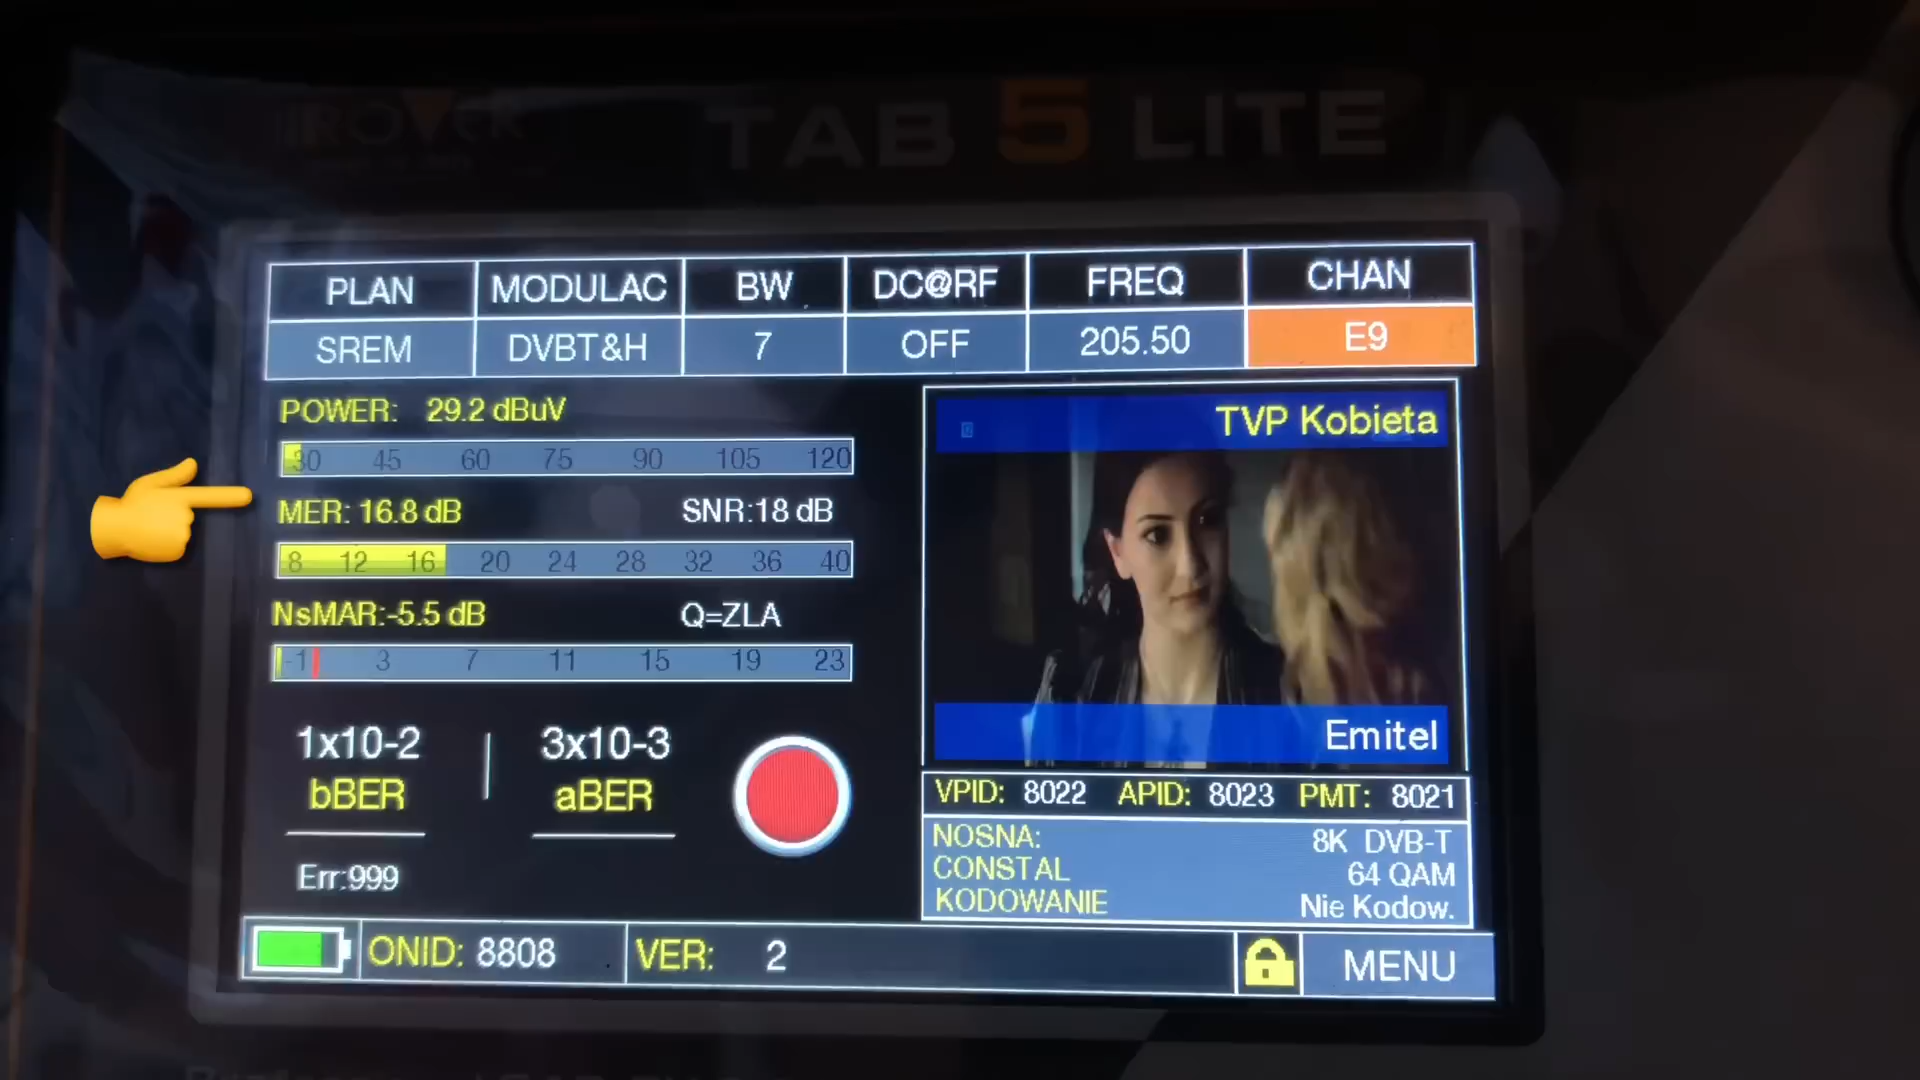 ROVER
TAB 5 LITE
PLAN MODULAC BW DC@RF FREQ CHAN
SREM DVBT&H 7 OFF 205.50 E9
POWER: 29.2 dBuV
30 45 60 75 90 105 120
MER: 16.8 dB SNR:18 dB
8 12 16 20 24 28 32 36 40
NsMAR:-5.5 dB Q=ZLA
-1 3 7 11 15 19 23
1x10-2 3x10-3
bBER aBER
Err:999
TVP Kobieta
Emitel
VPID: 8022 APID: 8023 PMT: 8021
NOSNA: 8K DVB-T
CONSTAL 64 QAM
KODOWANIE Nie Kodow.
ONID: 8808 VER: 2 MENU